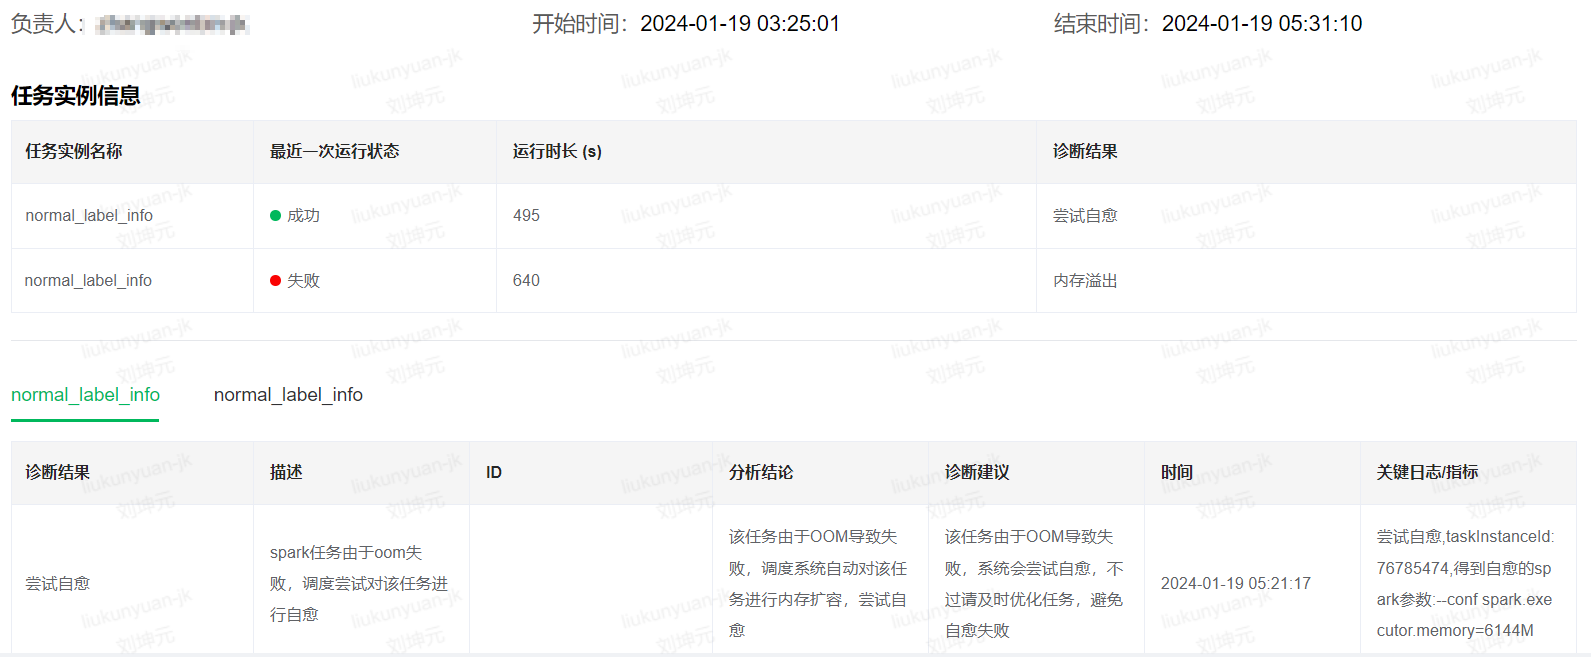 负责人：
开始时间： 2024-01-19 03:25:01
结束时间： 2024-01-19 05:31:10
任务实例信息
任务实例名称 最近一次运行状态 运行时长 (s) 诊断结果
normal_label_info 成功 495 尝试自愈
normal_label_info 失败 640 内存溢出
normal_label_info normal_label_info
诊断结果 描述 ID 分析结论 诊断建议 时间 关键日志/指标
尝试自愈
spark任务由于oom失
败，调度尝试对该任务进
行自愈
该任务由于OOM导致失
败，调度系统自动对该任
务进行内存扩容，尝试自
愈
该任务由于OOM导致失
败，系统会尝试自愈，不
过请及时优化任务，避免
自愈失败
2024-01-19 05:21:17
尝试自愈,taskInstanceId:
76785474,得到自愈的sp
ark参数:--conf spark.exe
cutor.memory=6144M
liukunyuan-jk
刘坤元